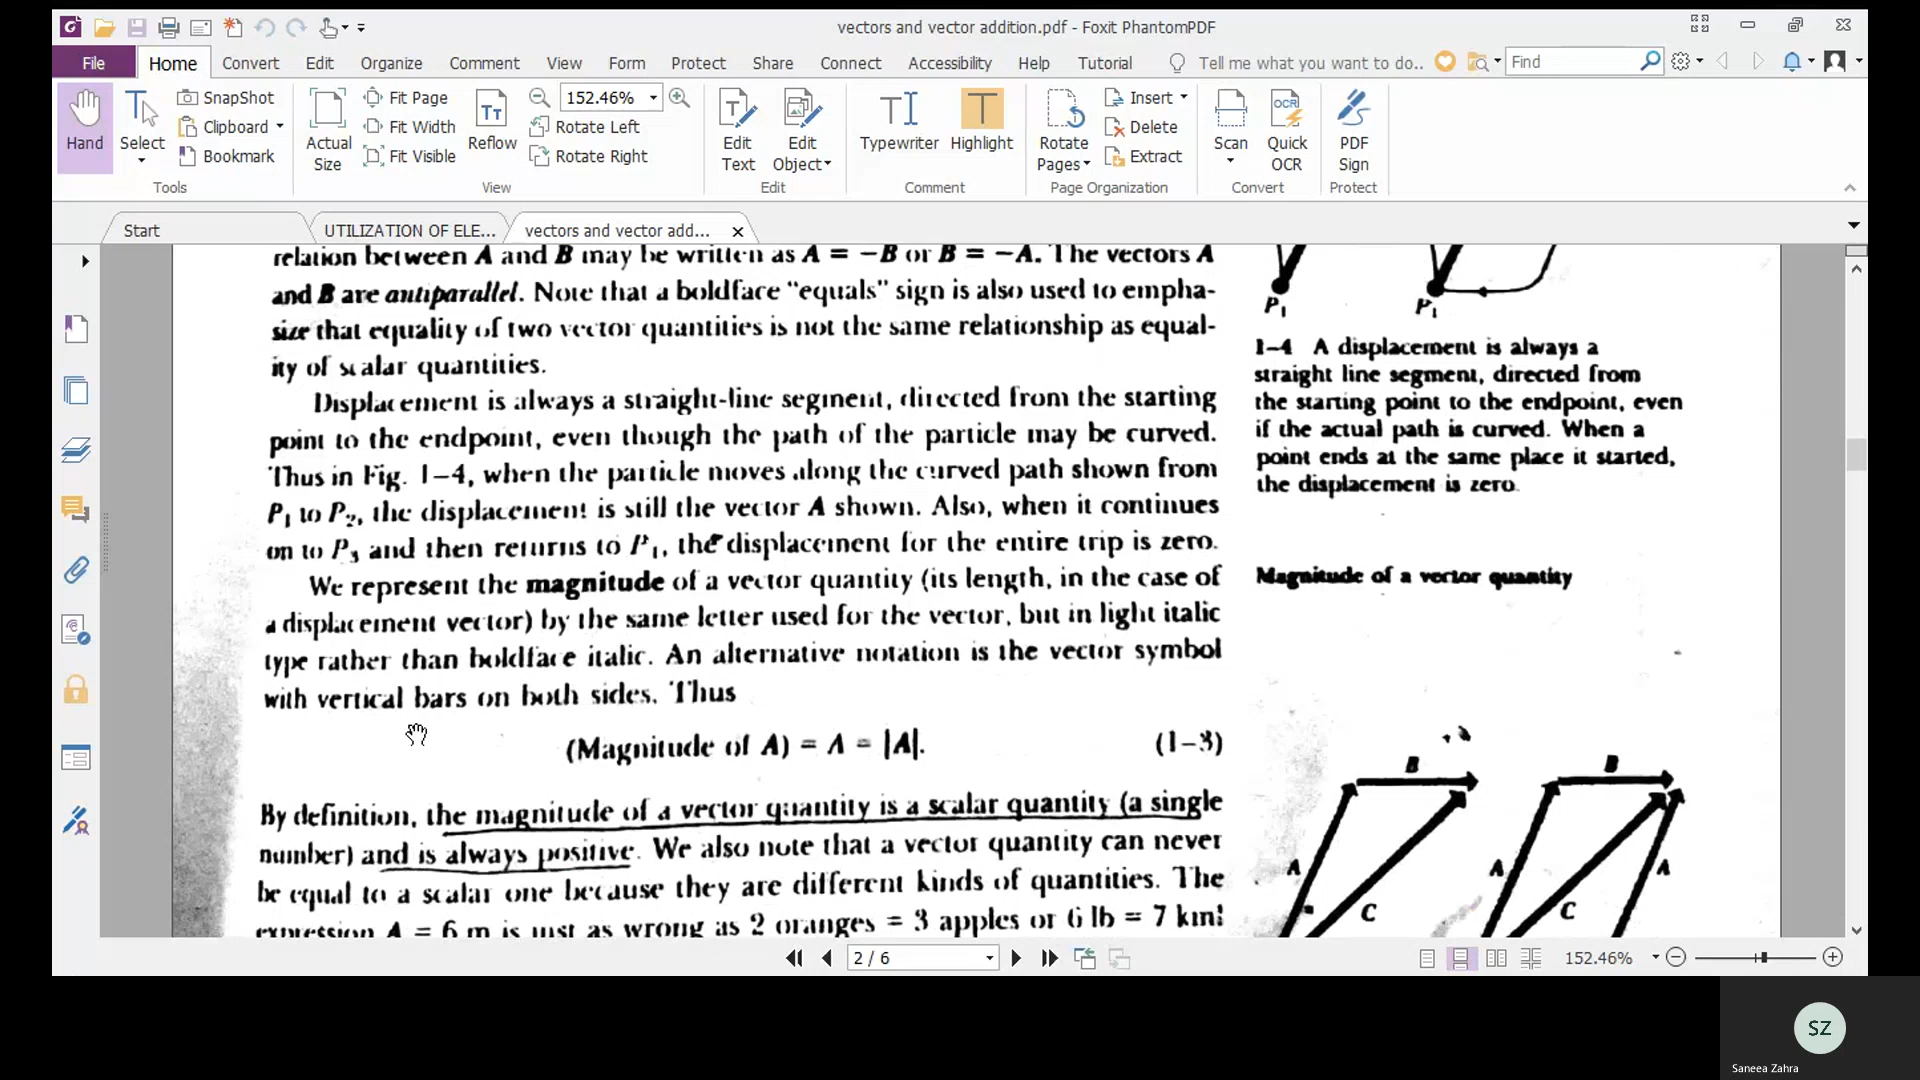 vectors and vector addition.pdf - Foxit PhantomPDF
File Home Convert Edit Organize Comment View Form Protect Share Connect Accessibility Help Tutorial Tell me what you want to do.. Find
Hand
Select
SnapShot
Clipboard
Bookmark
Tools
Actual Size
Fit Page
Fit Width
Fit Visible
Reflow
152.46%
Rotate Left
Rotate Right
View
Edit Text
Edit Object
Edit
Typewriter
Highlight
Comment
Rotate Pages
Insert
Delete
Extract
Page Organization
Scan
Quick OCR
Convert
PDF Sign
Protect
Start
UTILIZATION OF ELE...
vectors and vector add...
relation between A and B may be written as A = −B or B = −A. The vectors A
and B are antiparallel. Note that a boldface "equals" sign is also used to empha-
size that equality of two vector quantities is not the same relationship as equal-
ity of scalar quantities.
Displacement is always a straight-line segment, directed from the starting
point to the endpoint, even though the path of the particle may be curved.
Thus in Fig. 1–4, when the particle moves along the curved path shown from
P₁ to P₂, the displacement is still the vector A shown. Also, when it continues
on to P₃ and then returns to P₁, the displacement for the entire trip is zero.
We represent the magnitude of a vector quantity (its length, in the case of
a displacement vector) by the same letter used for the vector, but in light italic
type rather than boldface italic. An alternative notation is the vector symbol
with vertical bars on both sides. Thus
(Magnitude of A) = A = |A|. (1–3)
By definition, the magnitude of a vector quantity is a scalar quantity (a single
number) and is always positive. We also note that a vector quantity can never
be equal to a scalar one because they are different kinds of quantities. The
expression A = 6 m is just as wrong as 2 oranges = 3 apples or 6 lb = 7 km!
P₁ P₁
1–4 A displacement is always a
straight line segment, directed from
the starting point to the endpoint, even
if the actual path is curved. When a
point ends at the same place it started,
the displacement is zero.
Magnitude of a vector quantity
B B
A A A
C C
2 / 6
152.46%
SZ
Saneea Zahra